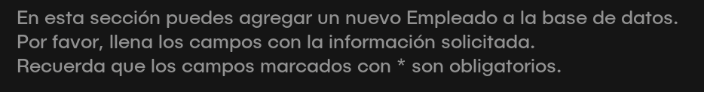 En esta sección puedes agregar un nuevo Empleado a la base de datos.
Por favor, llena los campos con la información solicitada.
Recuerda que los campos marcados con * son obligatorios.